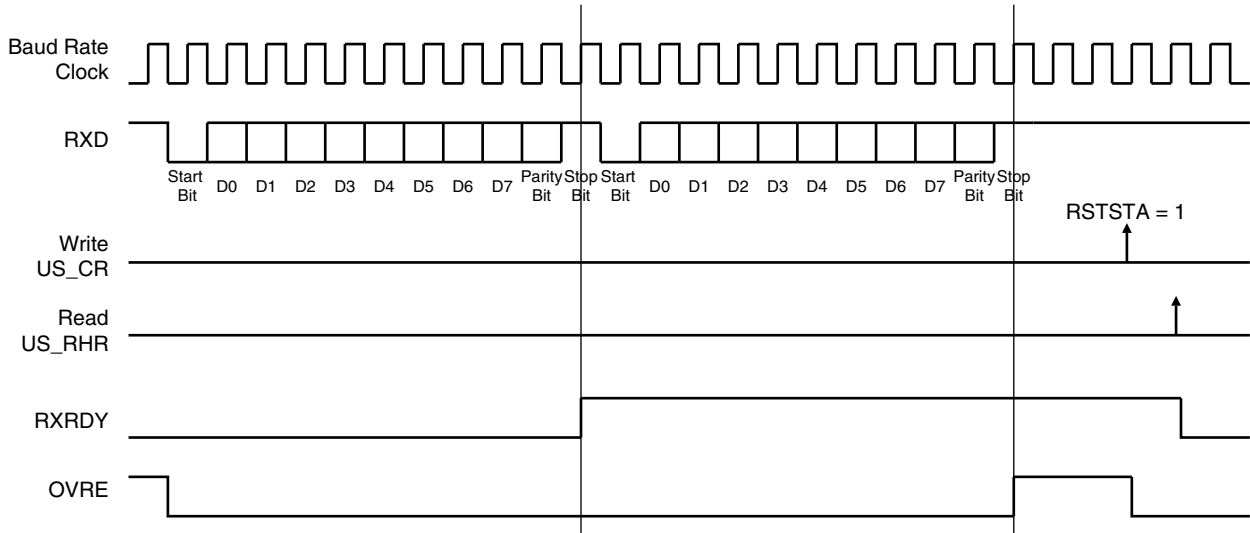 Baud Rate
Clock
RXD
Start
Bit
D0
D1
D2
D3
D4
D5
D6
D7
Parity
Bit
Stop
Bit
Start
Bit
D0
D1
D2
D3
D4
D5
D6
D7
Parity
Bit
Stop
Bit
RSTSTA = 1
Write
US_CR
Read
US_RHR
RXRDY
OVRE